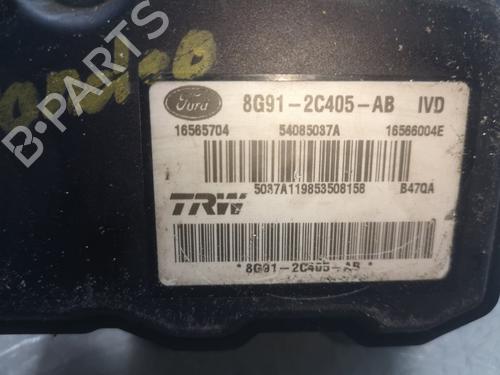 B-PARTS
Ford 8G91-2C405-AB IVD
16565704 54085037A 16566004E
5037A119853508158 B47QA
TRW
* 8G91-2C405-AB *